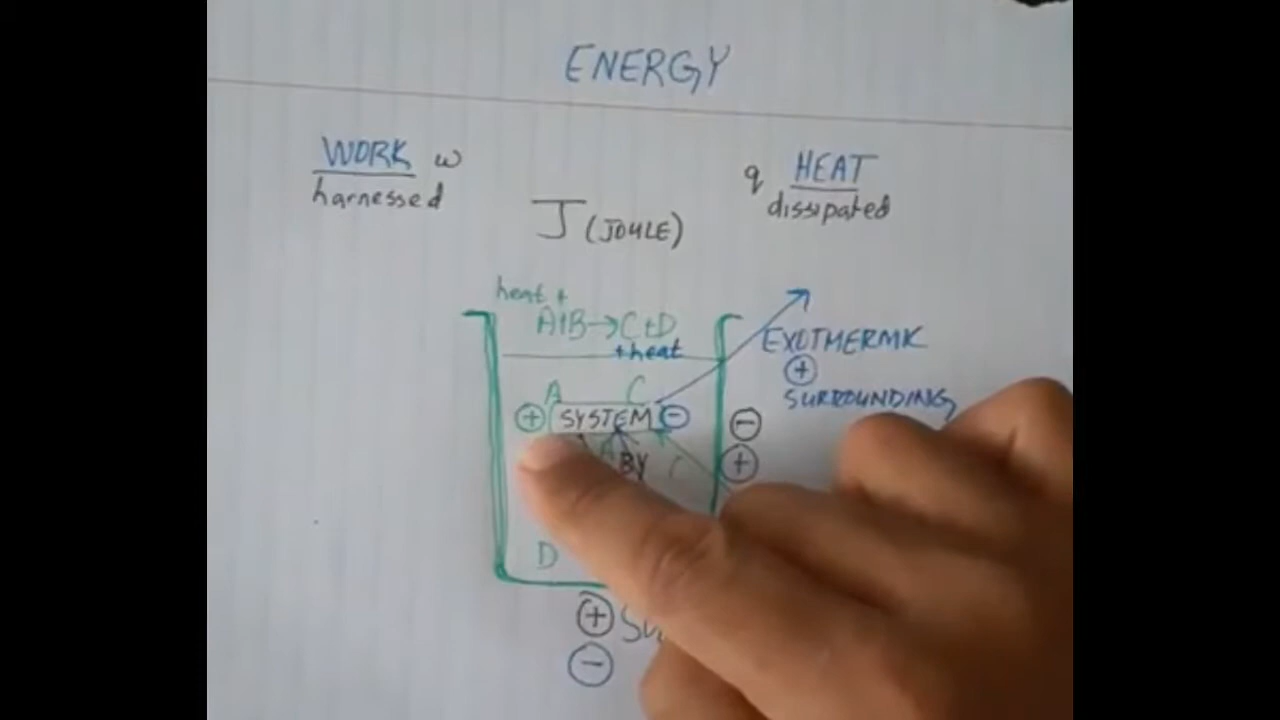 ENERGY
WORK w
harnessed
q HEAT
dissipated
J (JOULE)
heat +
A+B→C+D
+heat
EXOTHERMIC
+
SURROUNDING
A C
+ SYSTEM -
-
+
BY
D
+
-